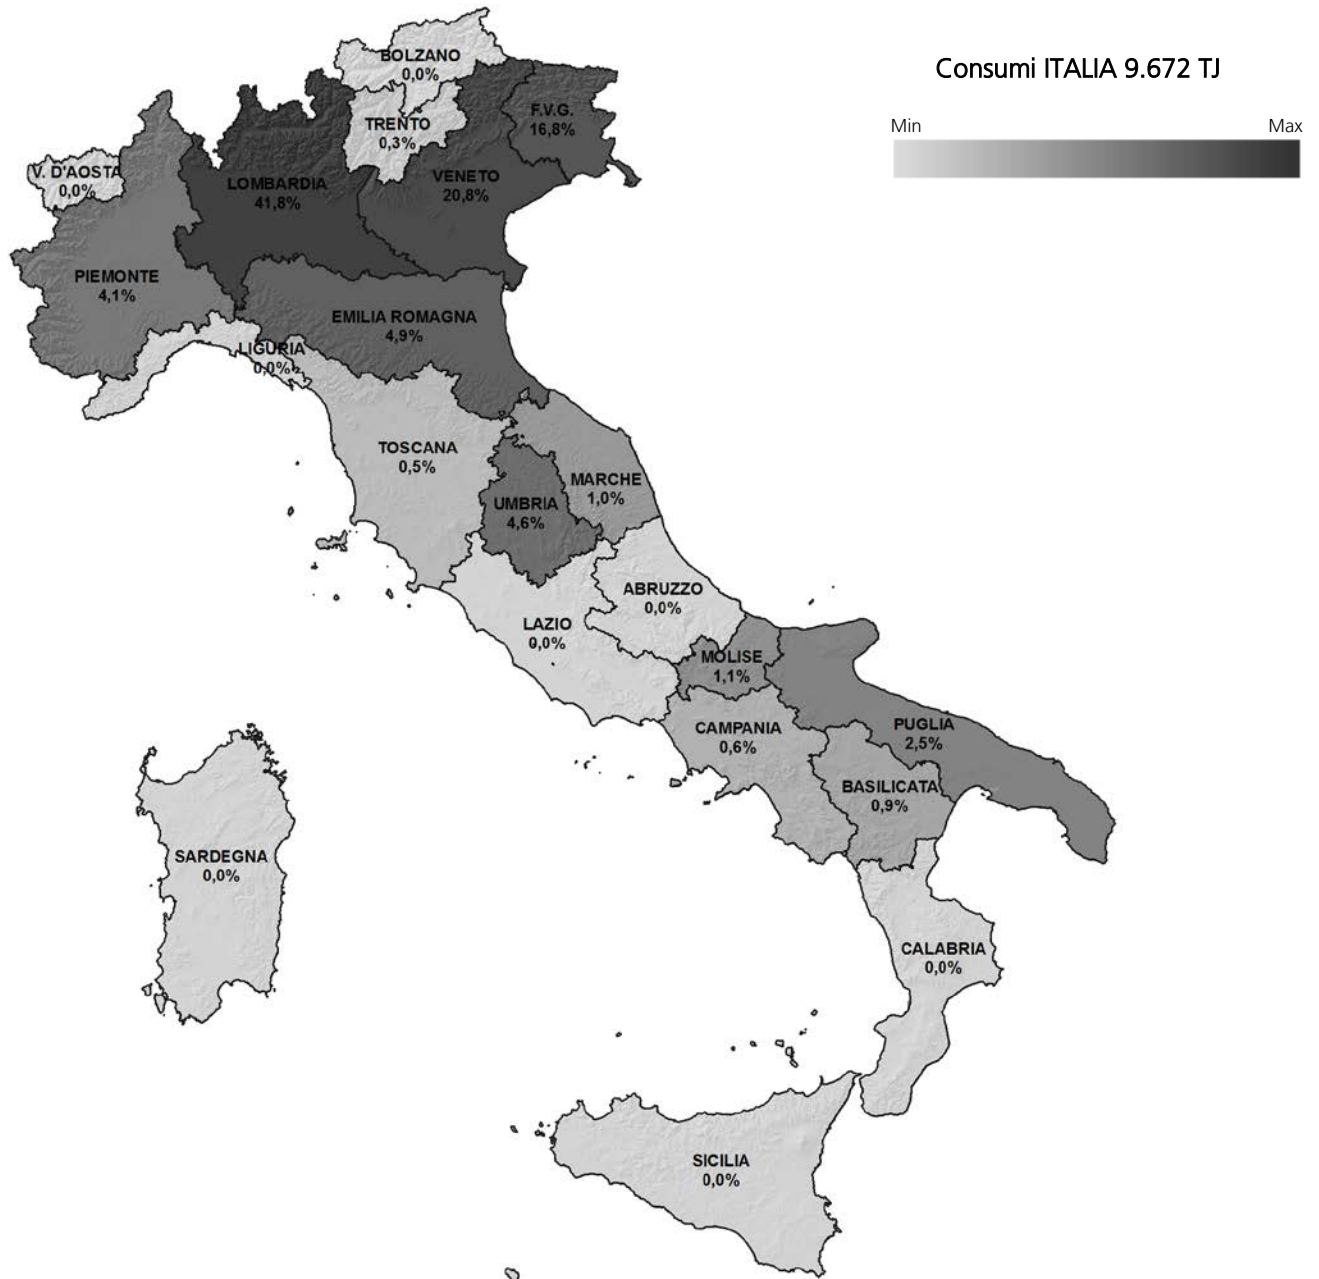 Consumi ITALIA 9.672 TJ
Min
Max
BOLZANO
0,0%
TRENTO
0,3%
F.V.G.
16,8%
V. D'AOSTA
0,0%
LOMBARDIA
41,8%
VENETO
20,8%
PIEMONTE
4,1%
EMILIA ROMAGNA
4,9%
LIGURIA
0,0%
TOSCANA
0,5%
MARCHE
1,0%
UMBRIA
4,6%
ABRUZZO
0,0%
LAZIO
0,0%
MOLISE
1,1%
CAMPANIA
0,6%
PUGLIA
2,5%
BASILICATA
0,9%
SARDEGNA
0,0%
CALABRIA
0,0%
SICILIA
0,0%